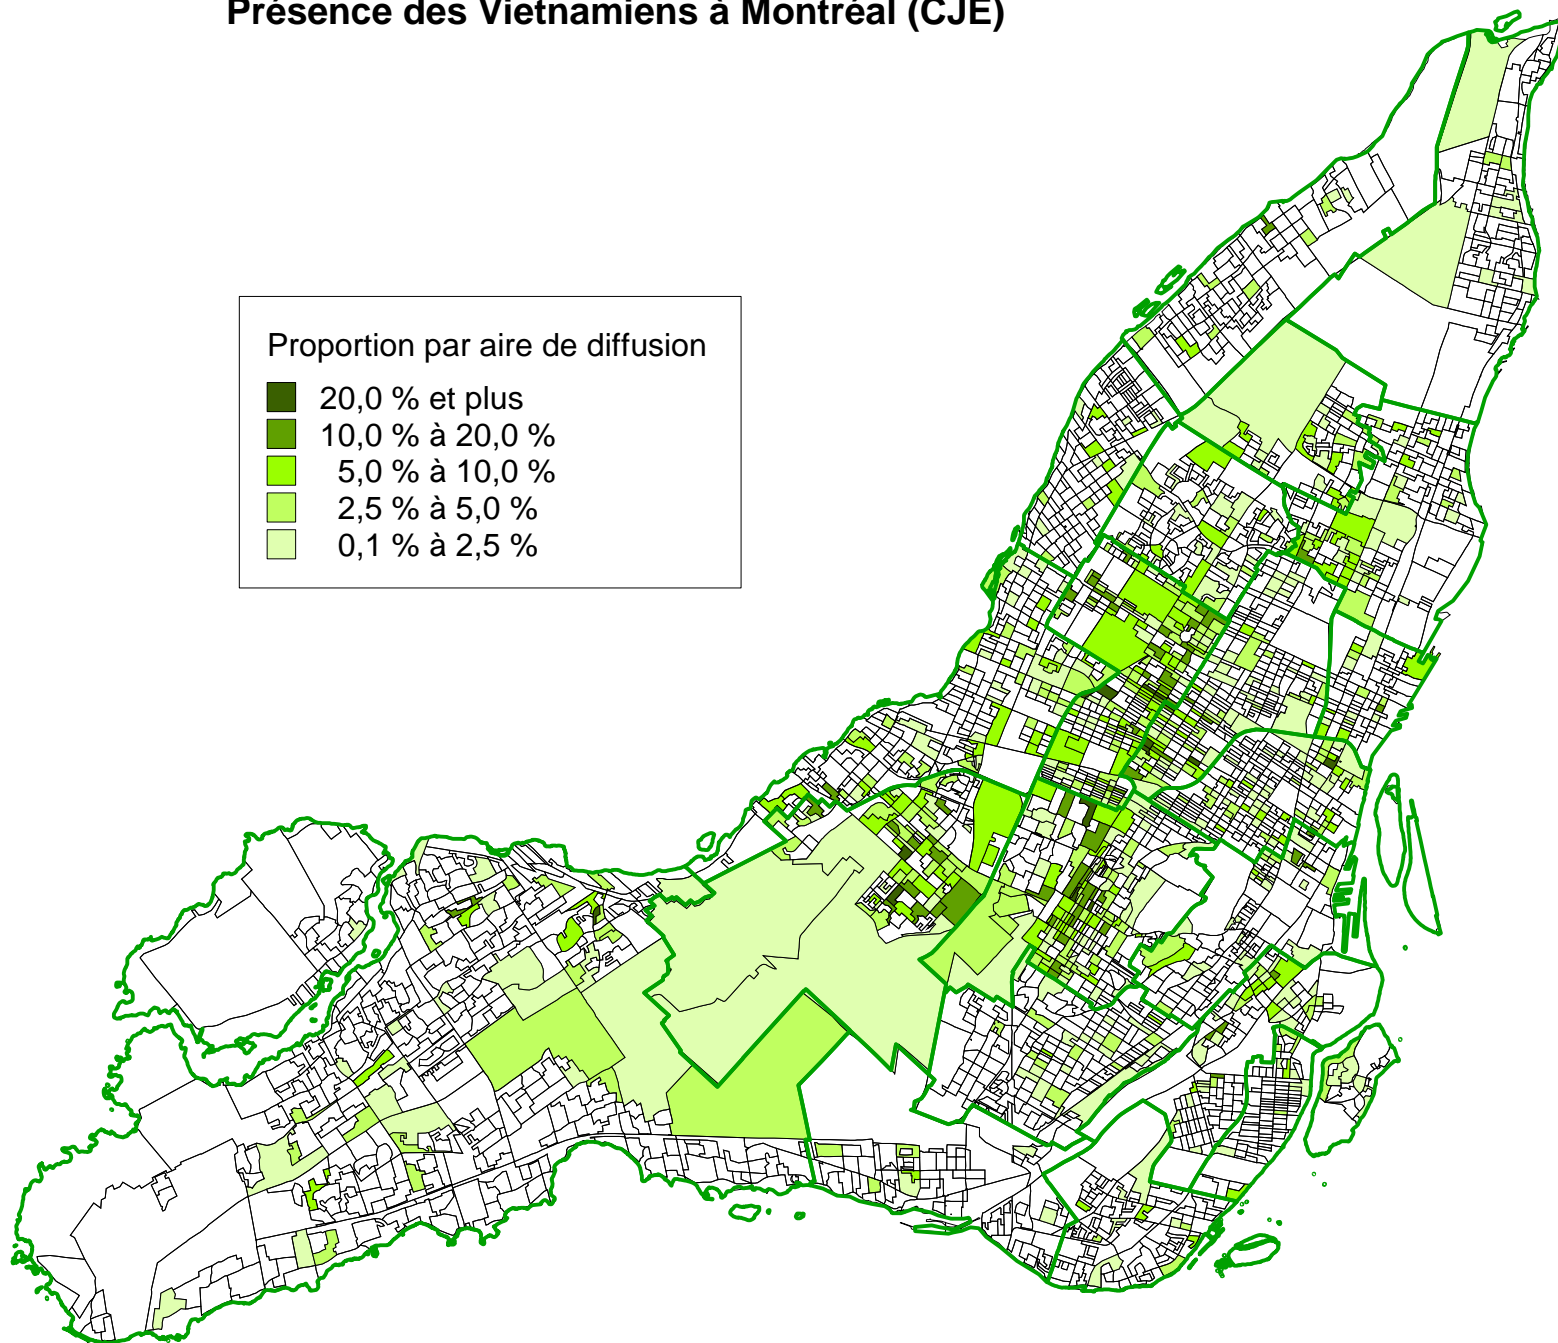 Présence des Vietnamiens à Montréal (CJE)
Proportion par aire de diffusion
20,0 % et plus
10,0 % à 20,0 %
5,0 % à 10,0 %
2,5 % à 5,0 %
0,1 % à 2,5 %